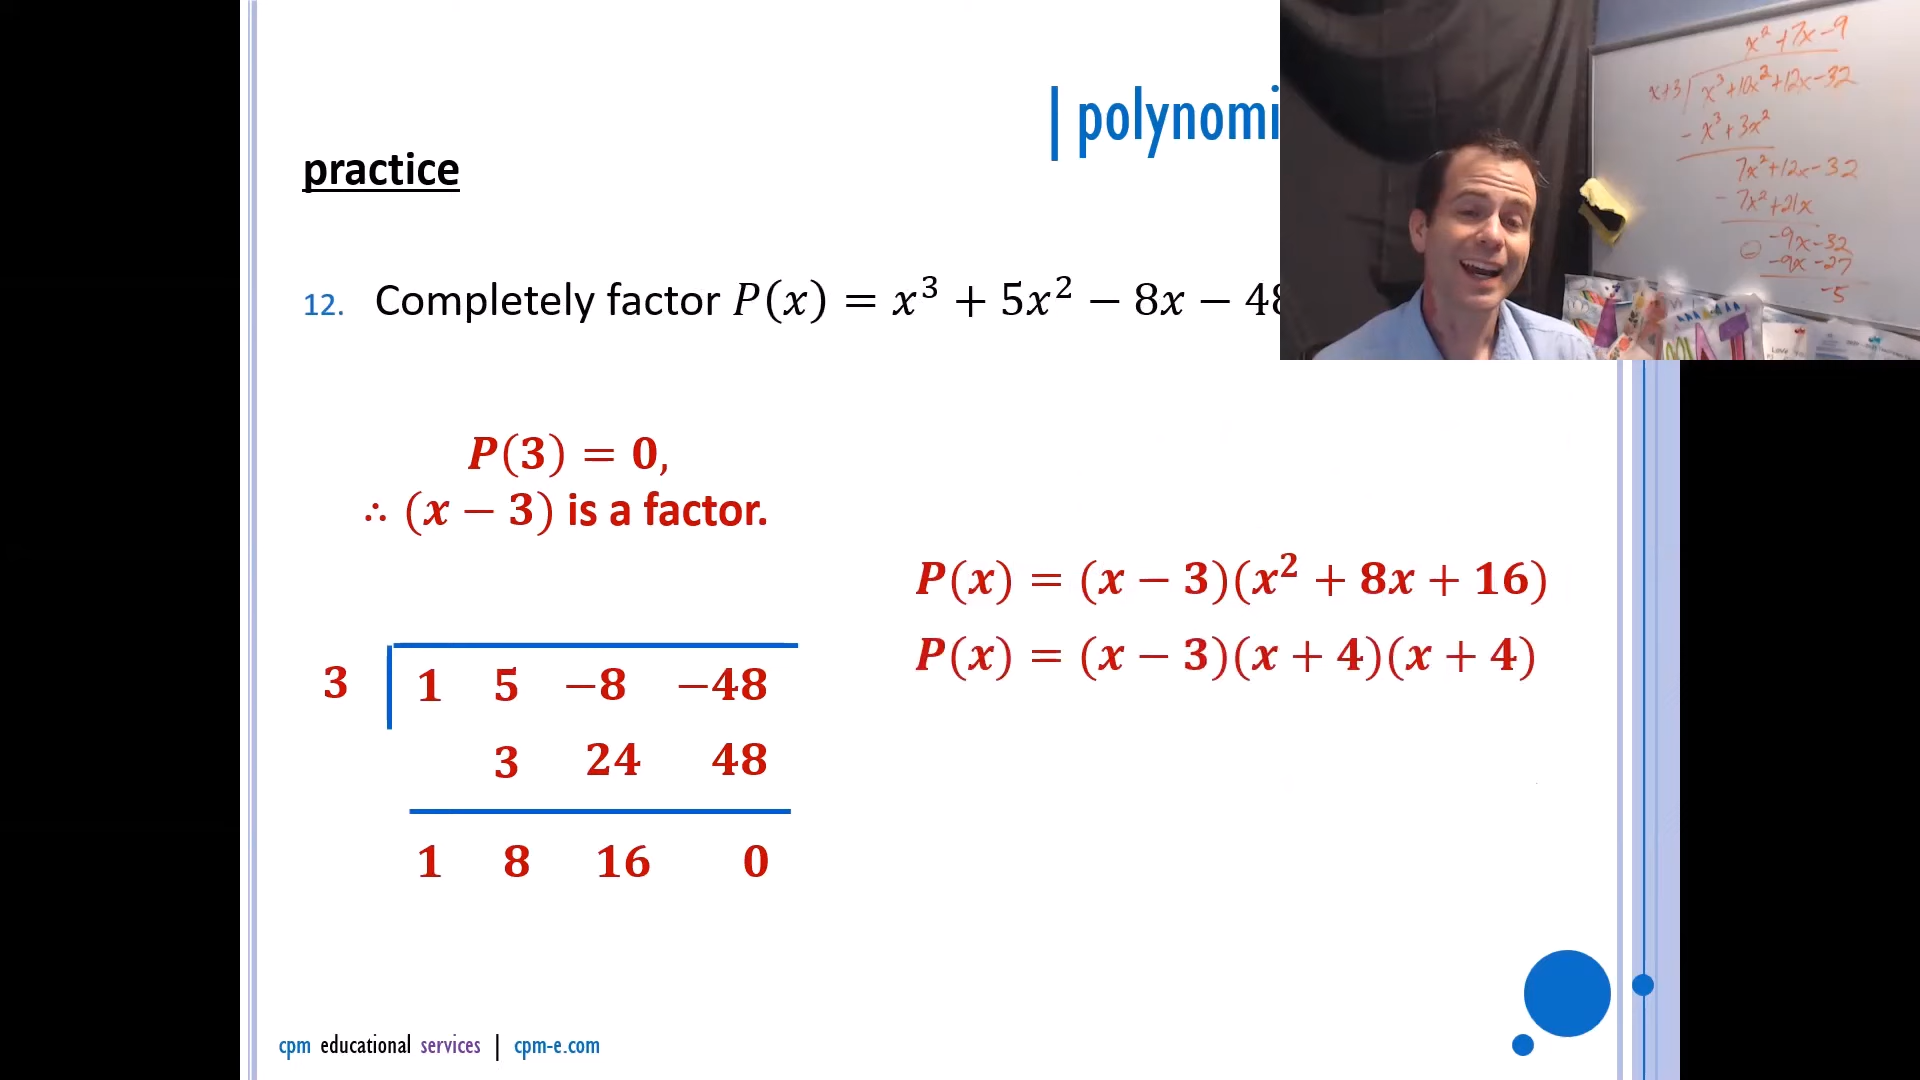 | polynomi
practice
12. Completely factor P(x) = x³ + 5x² − 8x − 48
P(3) = 0,
∴ (x − 3) is a factor.
3 1 5 −8 −48
3 24 48
1 8 16 0
P(x) = (x − 3)(x² + 8x + 16)
P(x) = (x − 3)(x + 4)(x + 4)
cpm educational services | cpm-e.com
x² + 7x − 9
x+3 x³ + 10x² + 12x − 32
− x³ + 3x²
7x² + 12x − 32
− 7x² + 21x
− −9x − 32
−9x − 27
−5